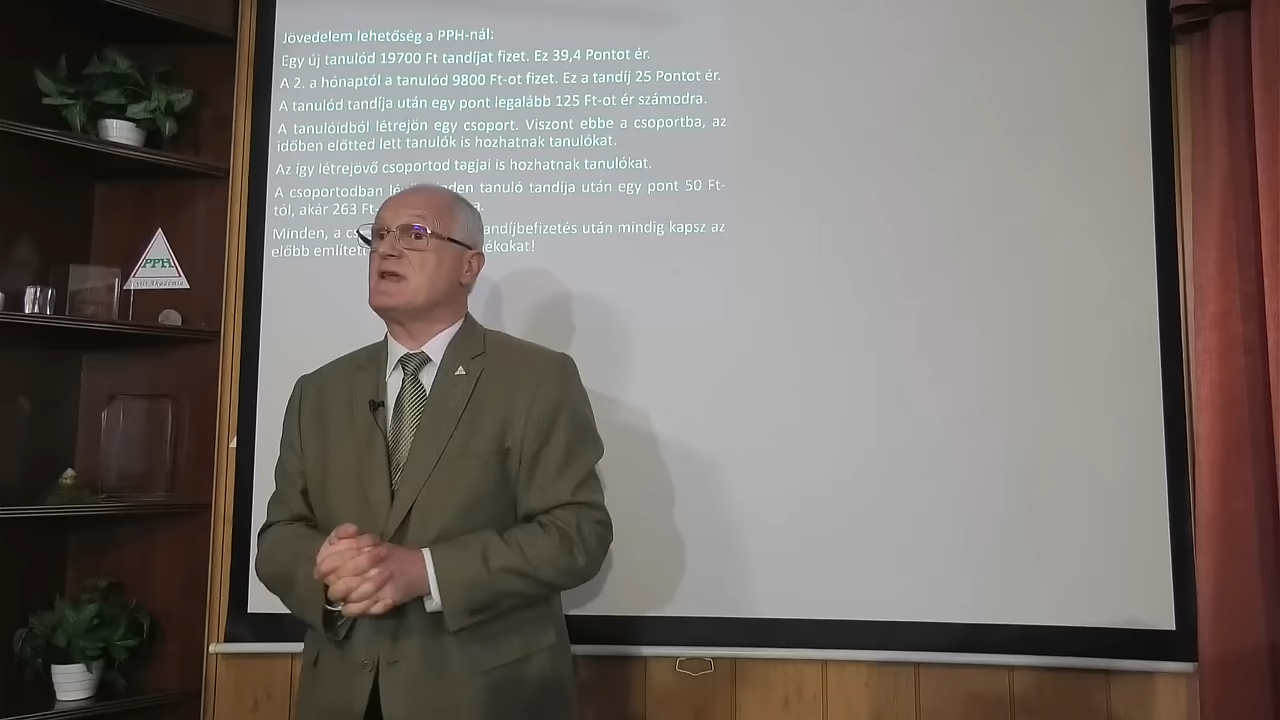 Jövedelem lehetőség a PPH-nál:
Egy új tanulód 19700 Ft tandíjat fizet. Ez 39,4 Pontot ér.
A 2. a hónaptól a tanulód 9800 Ft-ot fizet. Ez a tandíj 25 Pontot ér.
A tanulód tandíja után egy pont legalább 125 Ft-ot ér számodra.
A tanulóidból létrejön egy csoport. Viszont ebbe a csoportba, az
időben előtted lett tanulók is hozhatnak tanulókat.
Az így létrejövő csoportod tagjai is hozhatnak tanulókat.
A csoportodban tanuló tandíja után egy pont 50 Ft-
tól, akár 263 Ft-
Minden, a után mindig kapsz az
előbb
PPH
Nyílt Akadémia